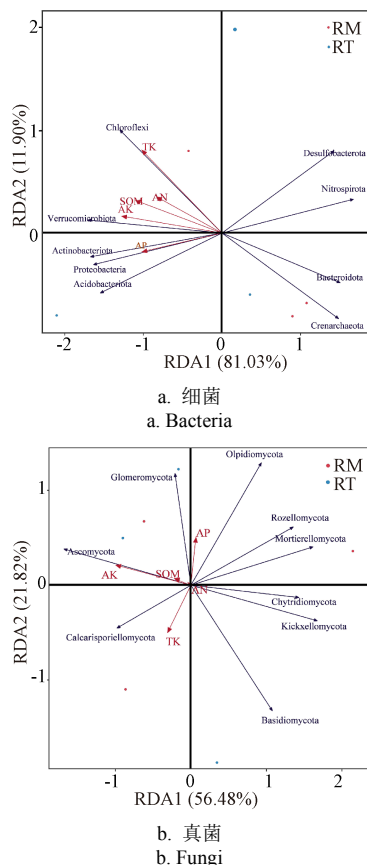 2
RM
RT
Chloroflexi
1
TK
Desulfobacterota
Nitrospirota
AN
SOM
AK
Verrucomicrobiota
0
Actinobacteriota
AP
Proteobacteria
Acidobacteriota
Bacteroidota
Crenarchaeota
RDA2 (11.90%)
-2 -1 0 1
RDA1 (81.03%)
a. 细菌
a. Bacteria
Olpidiomycota
RM
RT
Glomeromycota
1
AP
Rozellomycota
Mortierellomycota
Ascomycota
AK
SOM
AN
0
Chytridiomycota
Kickxellomycota
Calcarisporiellomycota
TK
-1
Basidiomycota
RDA2 (21.82%)
-1 0 1 2
RDA1 (56.48%)
b. 真菌
b. Fungi